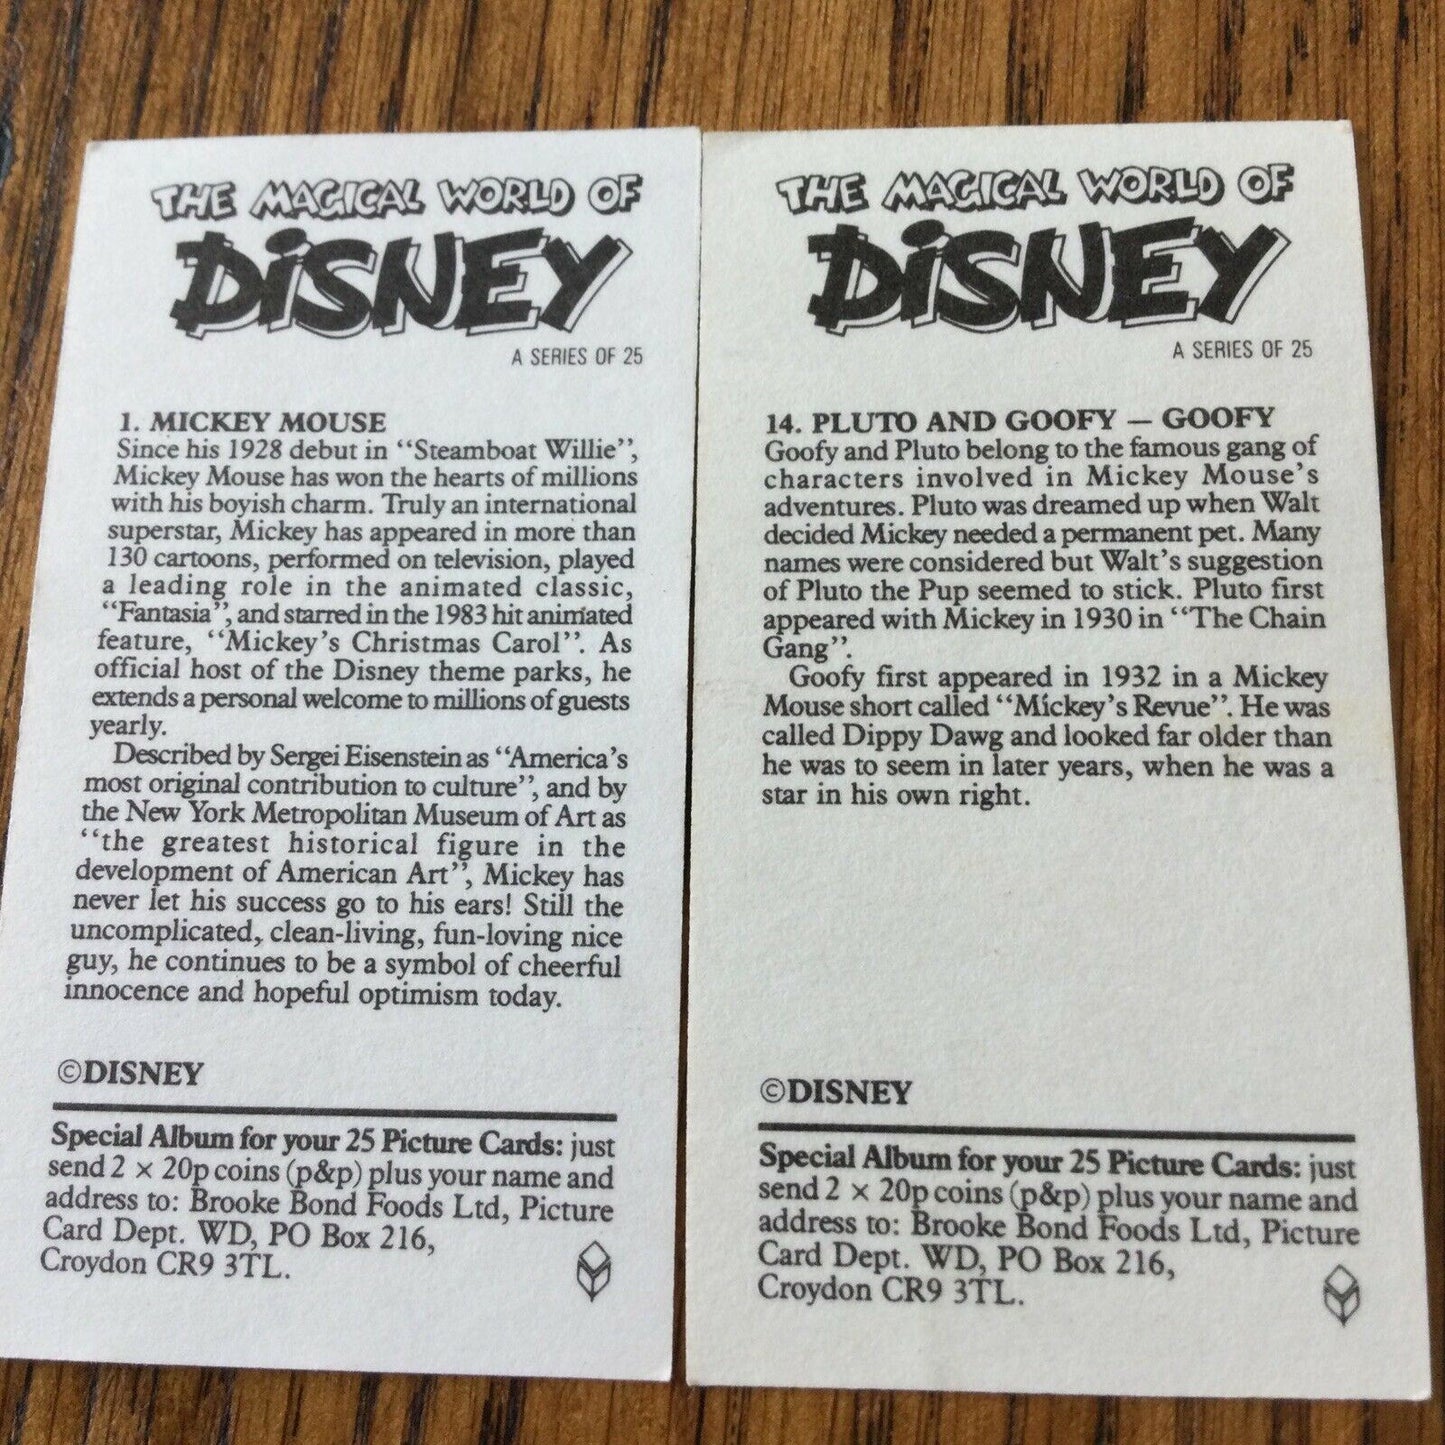 THE MAGICAL WORLD OF
DiSNEY
A SERIES OF 25
1. MICKEY MOUSE
Since his 1928 debut in “Steamboat Willie”,
Mickey Mouse has won the hearts of millions
with his boyish charm. Truly an international
superstar, Mickey has appeared in more than
130 cartoons, performed on television, played
a leading role in the animated classic,
“Fantasia”, and starred in the 1983 hit animated
feature, “Mickey’s Christmas Carol”. As
official host of the Disney theme parks, he
extends a personal welcome to millions of guests
yearly.
Described by Sergei Eisenstein as “America’s
most original contribution to culture”, and by
the New York Metropolitan Museum of Art as
“the greatest historical figure in the
development of American Art”, Mickey has
never let his success go to his ears! Still the
uncomplicated, clean-living, fun-loving nice
guy, he continues to be a symbol of cheerful
innocence and hopeful optimism today.
©DISNEY
Special Album for your 25 Picture Cards: just
send 2 × 20p coins (p&p) plus your name and
address to: Brooke Bond Foods Ltd, Picture
Card Dept. WD, PO Box 216,
Croydon CR9 3TL.
THE MAGICAL WORLD OF
DiSNEY
A SERIES OF 25
14. PLUTO AND GOOFY — GOOFY
Goofy and Pluto belong to the famous gang of
characters involved in Mickey Mouse’s
adventures. Pluto was dreamed up when Walt
decided Mickey needed a permanent pet. Many
names were considered but Walt’s suggestion
of Pluto the Pup seemed to stick. Pluto first
appeared with Mickey in 1930 in “The Chain
Gang”.
Goofy first appeared in 1932 in a Mickey
Mouse short called “Mickey’s Revue”. He was
called Dippy Dawg and looked far older than
he was to seem in later years, when he was a
star in his own right.
©DISNEY
Special Album for your 25 Picture Cards: just
send 2 × 20p coins (p&p) plus your name and
address to: Brooke Bond Foods Ltd, Picture
Card Dept. WD, PO Box 216,
Croydon CR9 3TL.